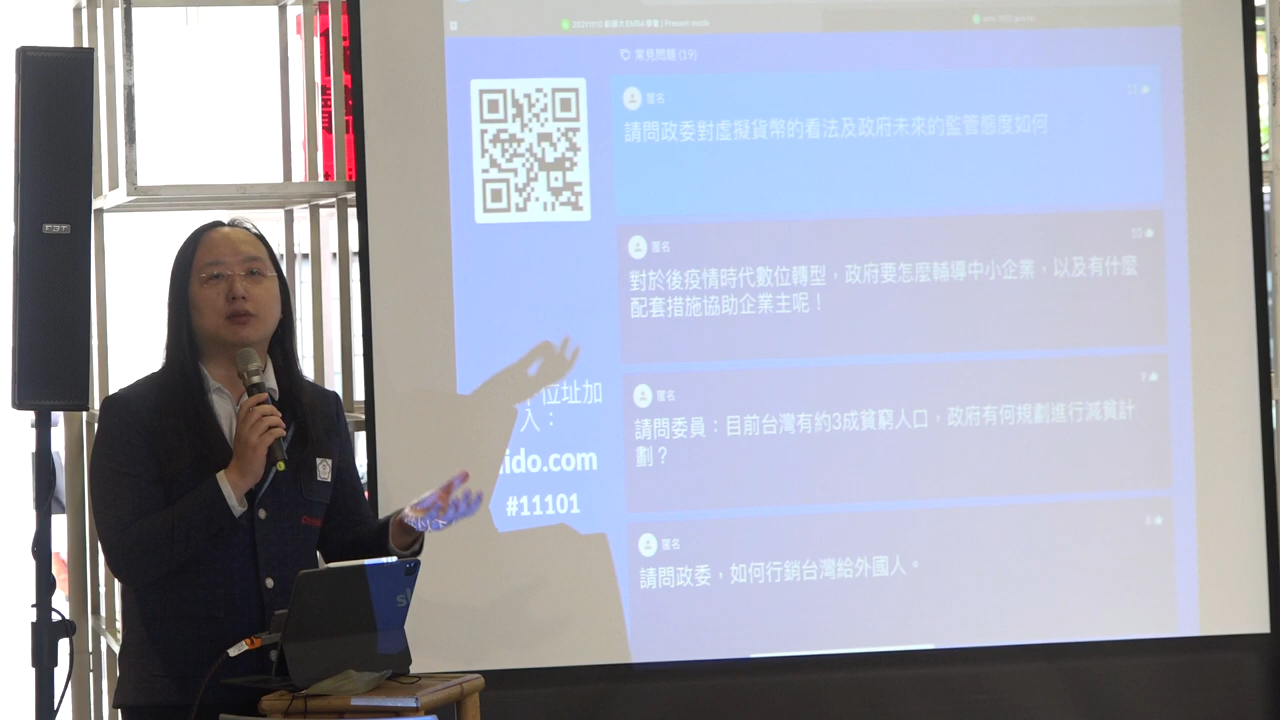 FBT
常見問題 (19)
匿名
請問政委對虛擬貨幣的看法及政府未來的監管態度如何
匿名
對於後疫情時代數位轉型，政府要怎麼輔導中小企業，以及有什麼
配套措施協助企業主呢！
匿名
請問委員：目前台灣有約3成貧窮人口，政府有何規劃進行減貧計
劃？
匿名
請問政委，如何行銷台灣給外國人。
位址加
入：
lido.com
#11101